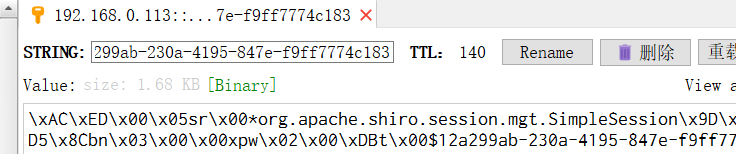 192.168.0.113::...7e-f9ff7774c183
STRING: 299ab-230a-4195-847e-f9ff7774c183 TTL: 140 Rename 删除 重载
Value: size: 1.68 KB [Binary] View a
\xAC\xED\x00\x05sr\x00*org.apache.shiro.session.mgt.SimpleSession\x9D\x
D5\x8Cbn\x03\x00\x00xpw\x02\x00\xDBt\x00$12a299ab-230a-4195-847e-f9ff77